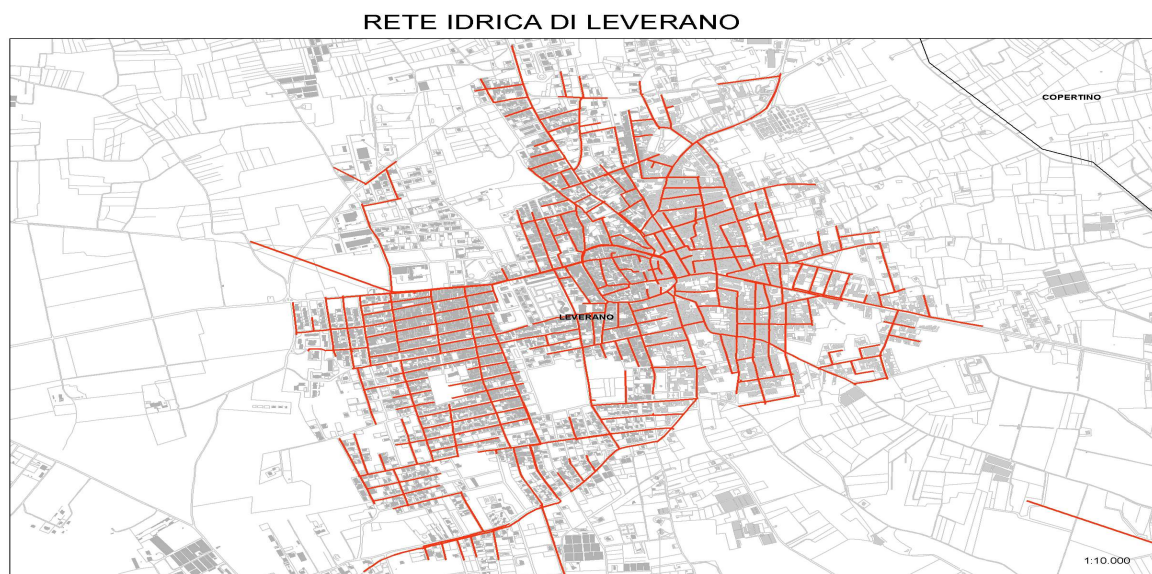 RETE IDRICA DI LEVERANO
COPERTINO
LEVERANO
1:10.000